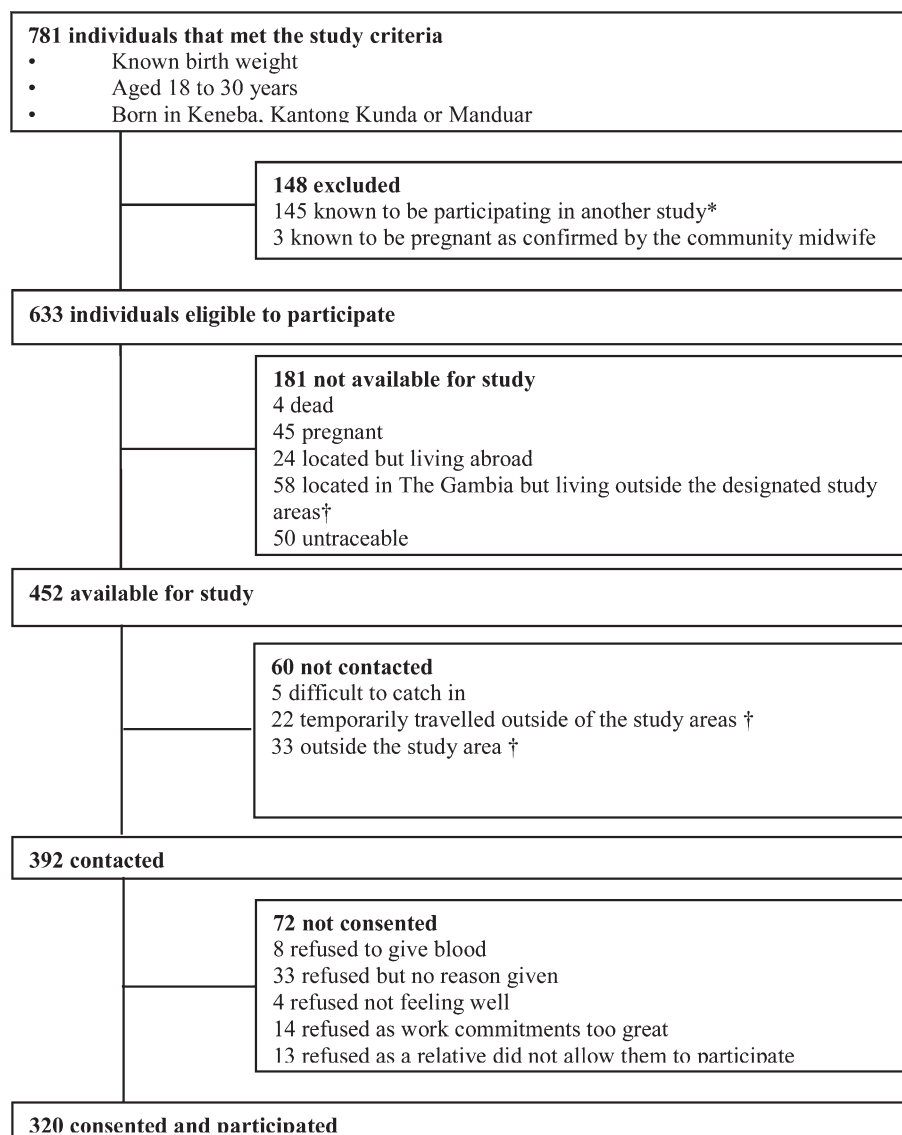 781 individuals that met the study criteria
• Known birth weight
• Aged 18 to 30 years
• Born in Keneba, Kantong Kunda or Manduar
148 excluded
145 known to be participating in another study*
3 known to be pregnant as confirmed by the community midwife
633 individuals eligible to participate
181 not available for study
4 dead
45 pregnant
24 located but living abroad
58 located in The Gambia but living outside the designated study
areas†
50 untraceable
452 available for study
60 not contacted
5 difficult to catch in
22 temporarily travelled outside of the study areas †
33 outside the study area †
392 contacted
72 not consented
8 refused to give blood
33 refused but no reason given
4 refused not feeling well
14 refused as work commitments too great
13 refused as a relative did not allow them to participate
320 consented and participated